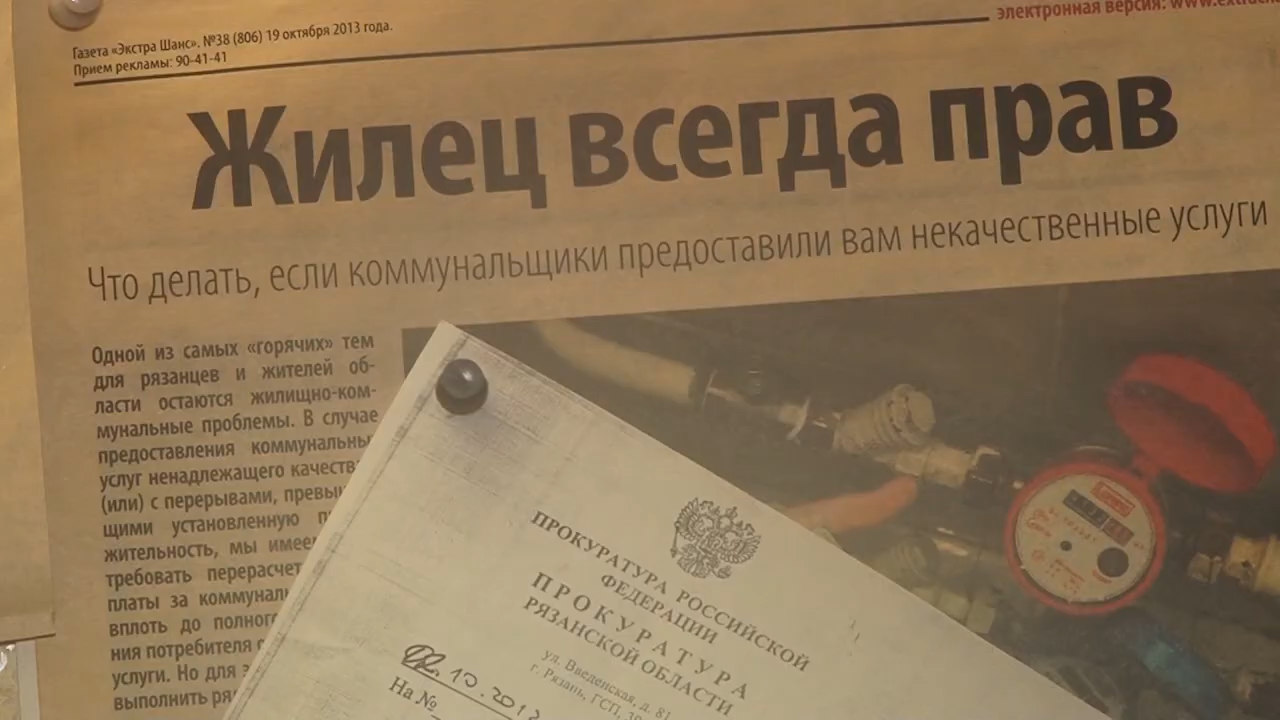 Газета «Экстра Шанс». №38 (806) 19 октября 2013 года.
Прием рекламы: 90-41-41
электронная версия:
Жилец всегда прав
Что делать, если коммунальщики предоставили вам некачественные услуги
Одной из самых «горячих» тем
для рязанцев и жителей об-
ласти остаются жилищно-ком-
мунальные проблемы. В случае
предоставления коммунальны
услуг ненадлежащего качеств
(или) с перерывами, превы
щими установленную п
жительность, мы имее
требовать перерасчет
платы за коммунал
вплоть до полног
ния потребителя
услуги. Но для
выполнить ря
ПРОКУРАТУРА РОССИЙСКОЙ
ФЕДЕРАЦИИ
ПРОКУРАТУРА
РЯЗАНСКОЙ ОБЛАСТИ
ул. Введенская, д. 81
г. Рязань, ГСП,
На №